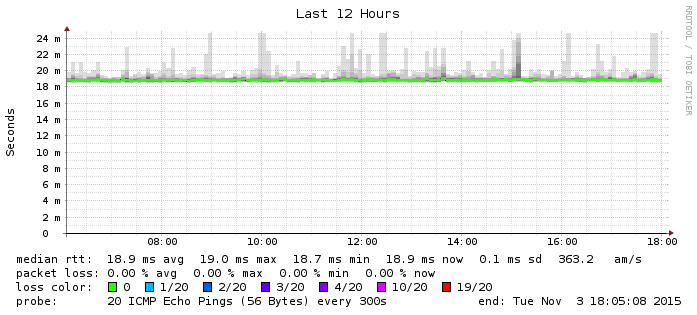 Last 12 Hours
RRDTOOL / TOBI OETIKER
Seconds
24 m
22 m
20 m
18 m
16 m
14 m
12 m
10 m
8 m
6 m
4 m
2 m
0
08:00 10:00 12:00 14:00 16:00 18:00
median rtt: 18.9 ms avg 19.0 ms max 18.7 ms min 18.9 ms now 0.1 ms sd 363.2 am/s
packet loss: 0.00 % avg 0.00 % max 0.00 % min 0.00 % now
loss color: 0 1/20 2/20 3/20 4/20 10/20 19/20
probe: 20 ICMP Echo Pings (56 Bytes) every 300s end: Tue Nov 3 18:05:08 2015